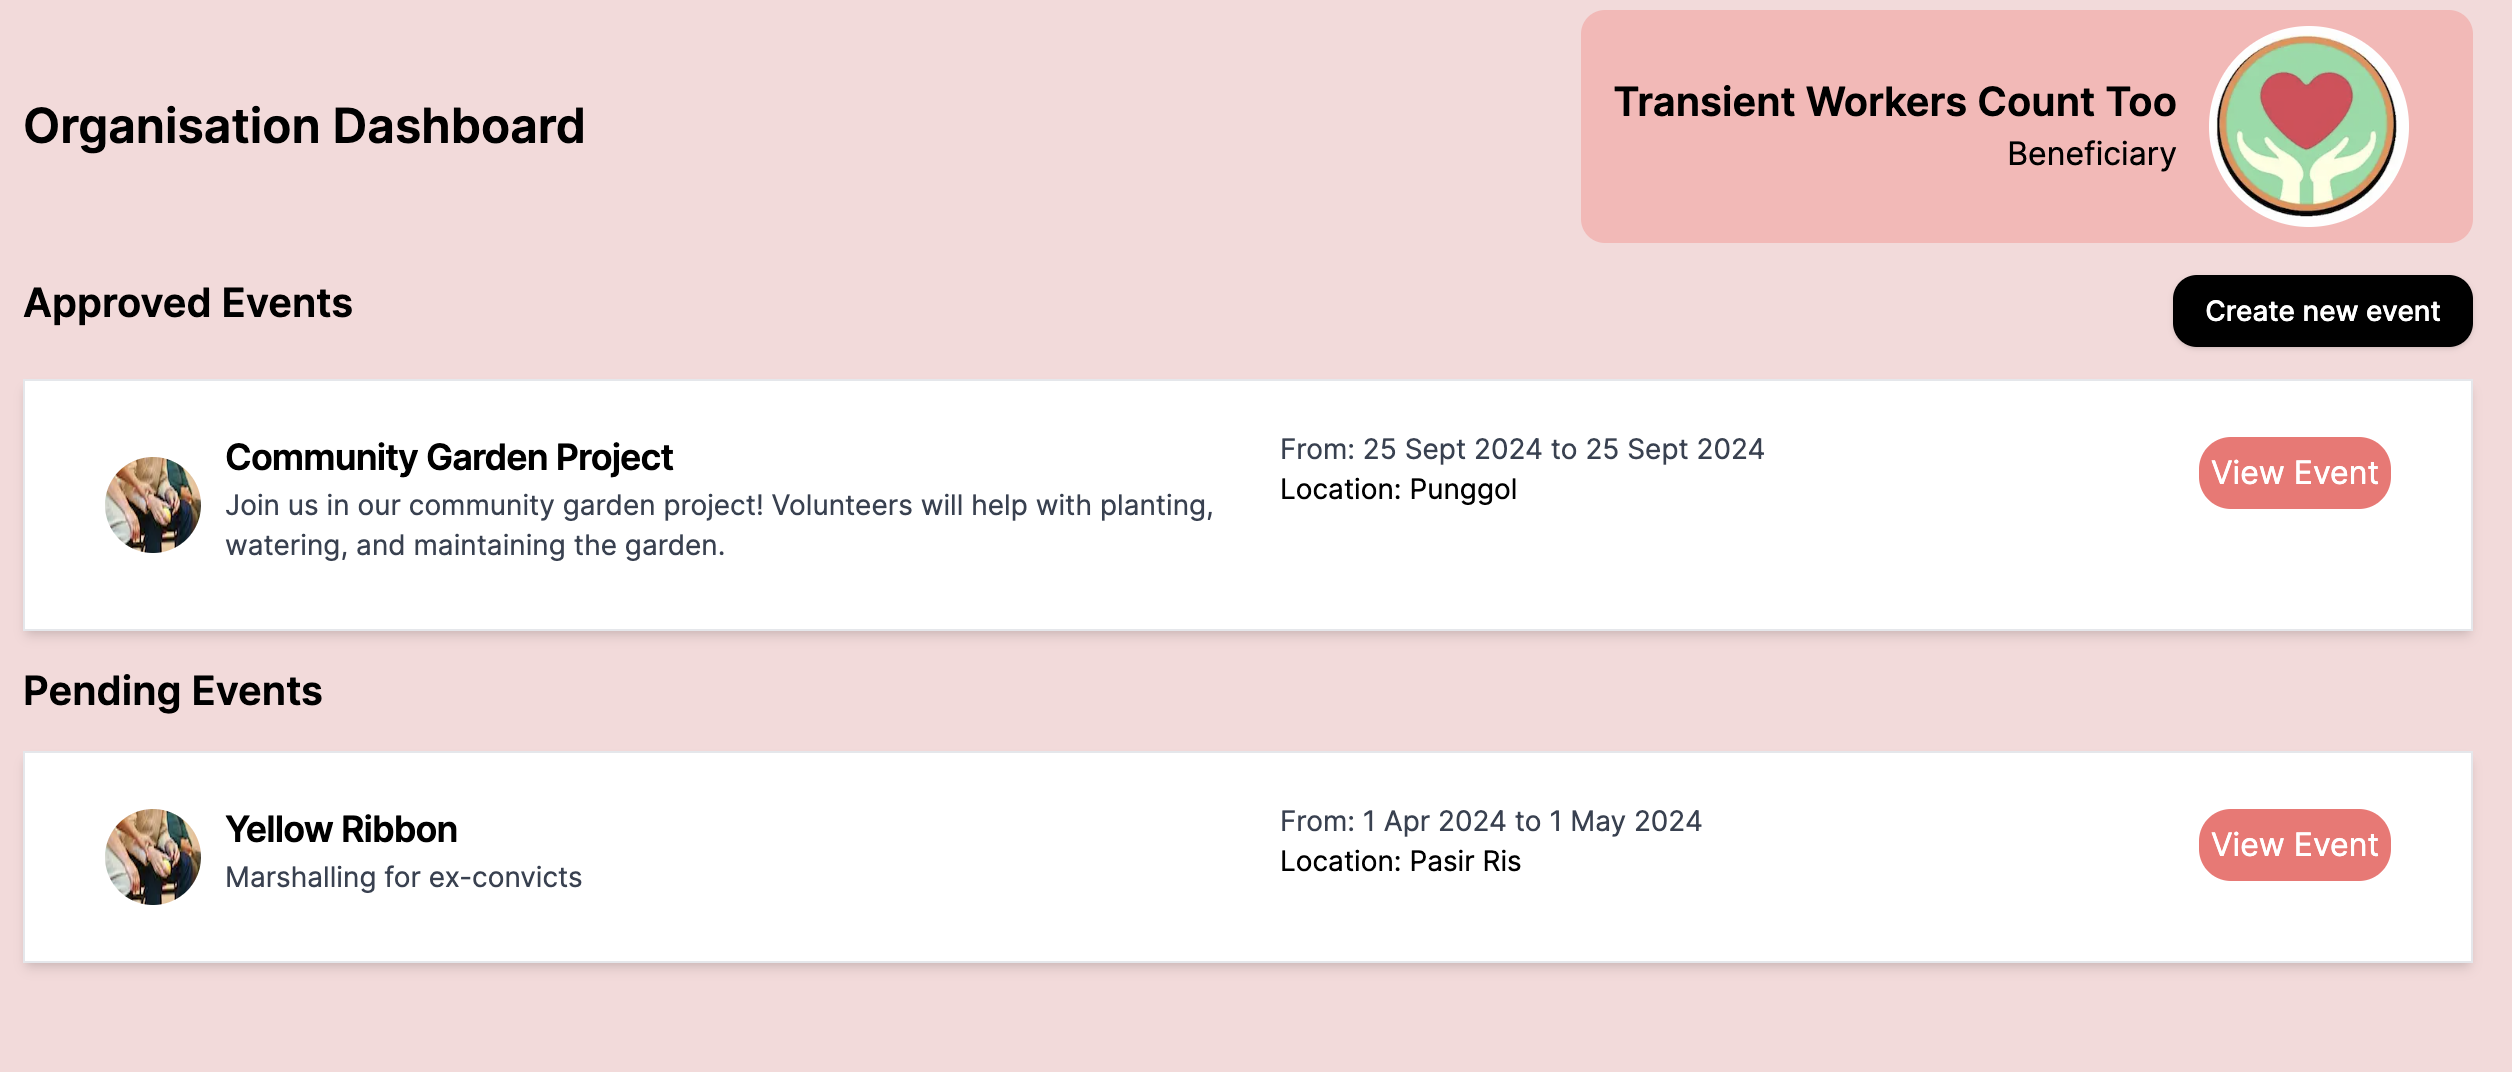 Organisation Dashboard
Transient Workers Count Too
Beneficiary
Approved Events
Create new event
Community Garden Project
Join us in our community garden project! Volunteers will help with planting,
watering, and maintaining the garden.
From: 25 Sept 2024 to 25 Sept 2024
Location: Punggol
View Event
Pending Events
Yellow Ribbon
Marshalling for ex-convicts
From: 1 Apr 2024 to 1 May 2024
Location: Pasir Ris
View Event